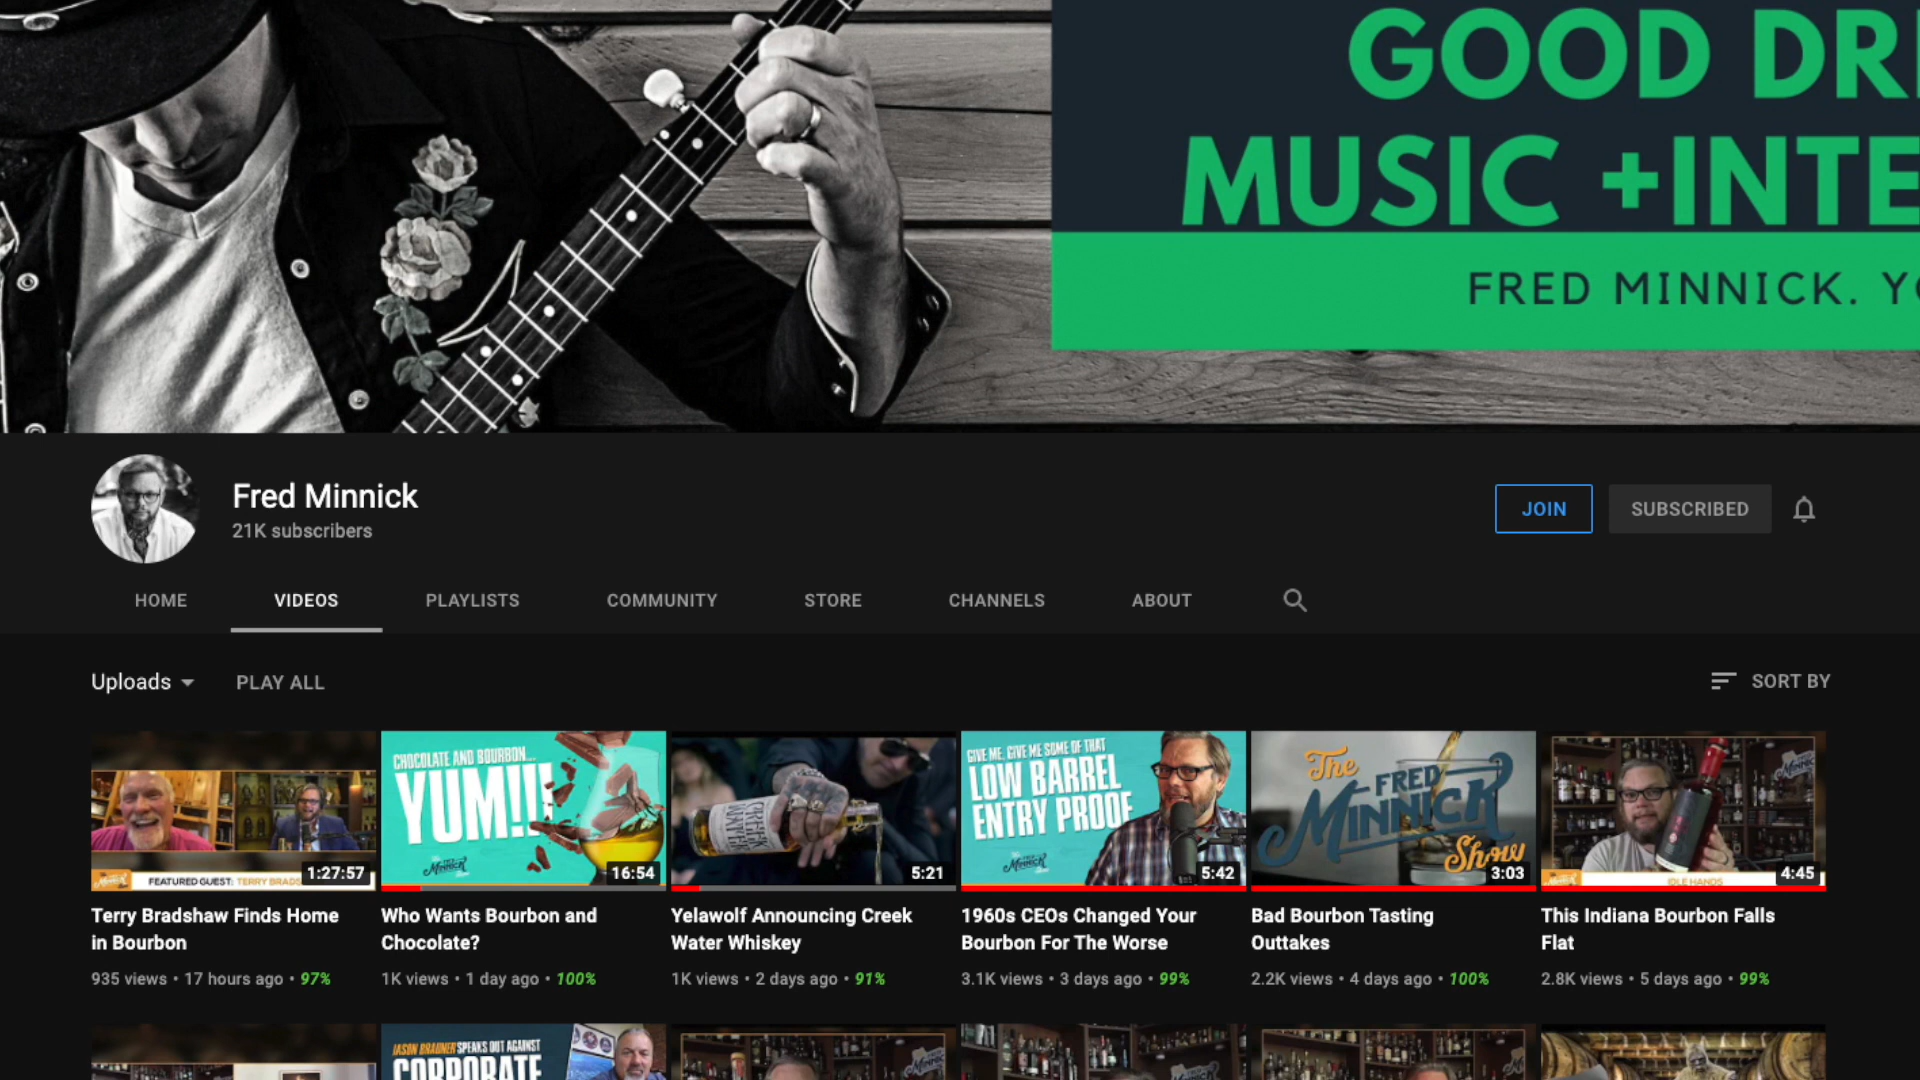 GOOD DRI
MUSIC +INTE
FRED MINNICK. YO
Fred Minnick
21K subscribers
JOIN
SUBSCRIBED
HOME
VIDEOS
PLAYLISTS
COMMUNITY
STORE
CHANNELS
ABOUT
Uploads
PLAY ALL
SORT BY
FEATURED GUEST: TERRY BRADS
1:27:57
CHOCOLATE AND BOURBON...
YUM!!!
16:54
5:21
GIVE ME, GIVE ME SOME OF THAT
LOW BARREL
ENTRY PROOF
5:42
The
FRED
MINNICK
Show
3:03
IDLE HANDS
4:45
Terry Bradshaw Finds Home
in Bourbon
935 views • 17 hours ago • 97%
Who Wants Bourbon and
Chocolate?
1K views • 1 day ago • 100%
Yelawolf Announcing Creek
Water Whiskey
1K views • 2 days ago • 91%
1960s CEOs Changed Your
Bourbon For The Worse
3.1K views • 3 days ago • 99%
Bad Bourbon Tasting
Outtakes
2.2K views • 4 days ago • 100%
This Indiana Bourbon Falls
Flat
2.8K views • 5 days ago • 99%
JASON BRAUNER SPEAKS OUT AGAINST
CORPORATE